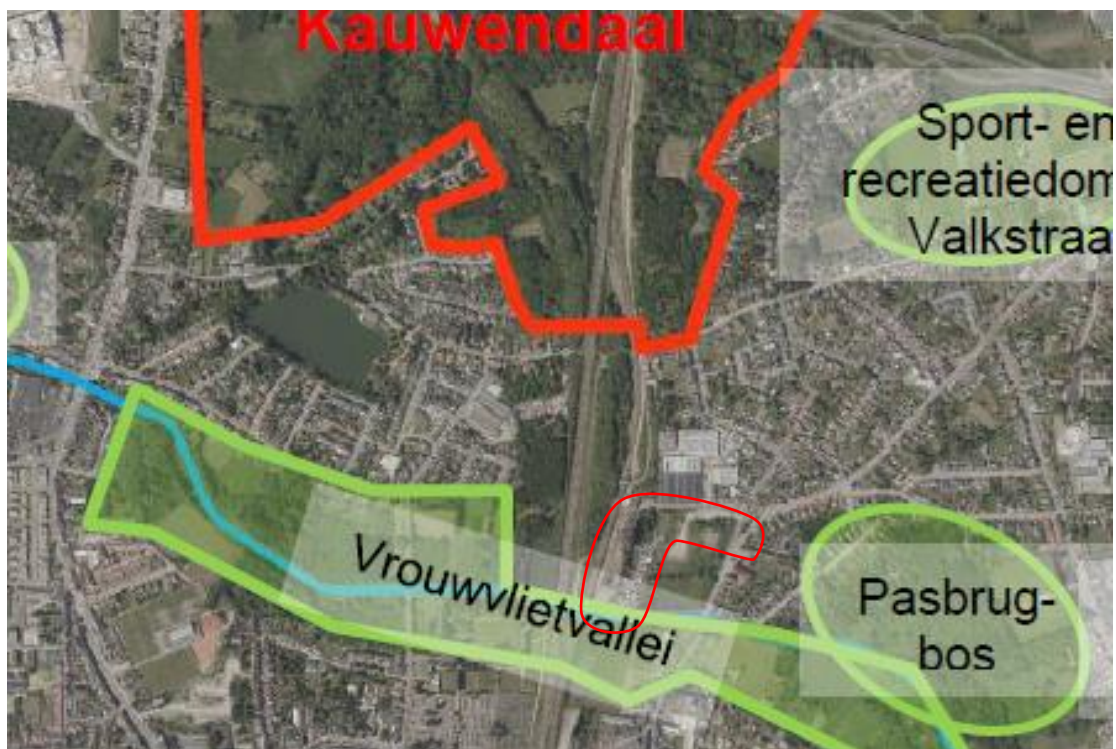 Kauwendaal
Sport- en
recreatiedom
Valkstraa
Vrouwvlietvallei
Pasbrug-
bos